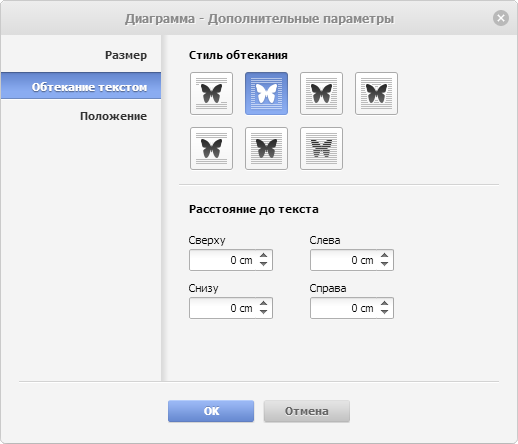 Диаграмма - Дополнительные параметры
Размер
Обтекание текстом
Положение
Стиль обтекания
Расстояние до текста
Сверху Слева
0 cm 0 cm
Снизу Справа
0 cm 0 cm
OK Отмена